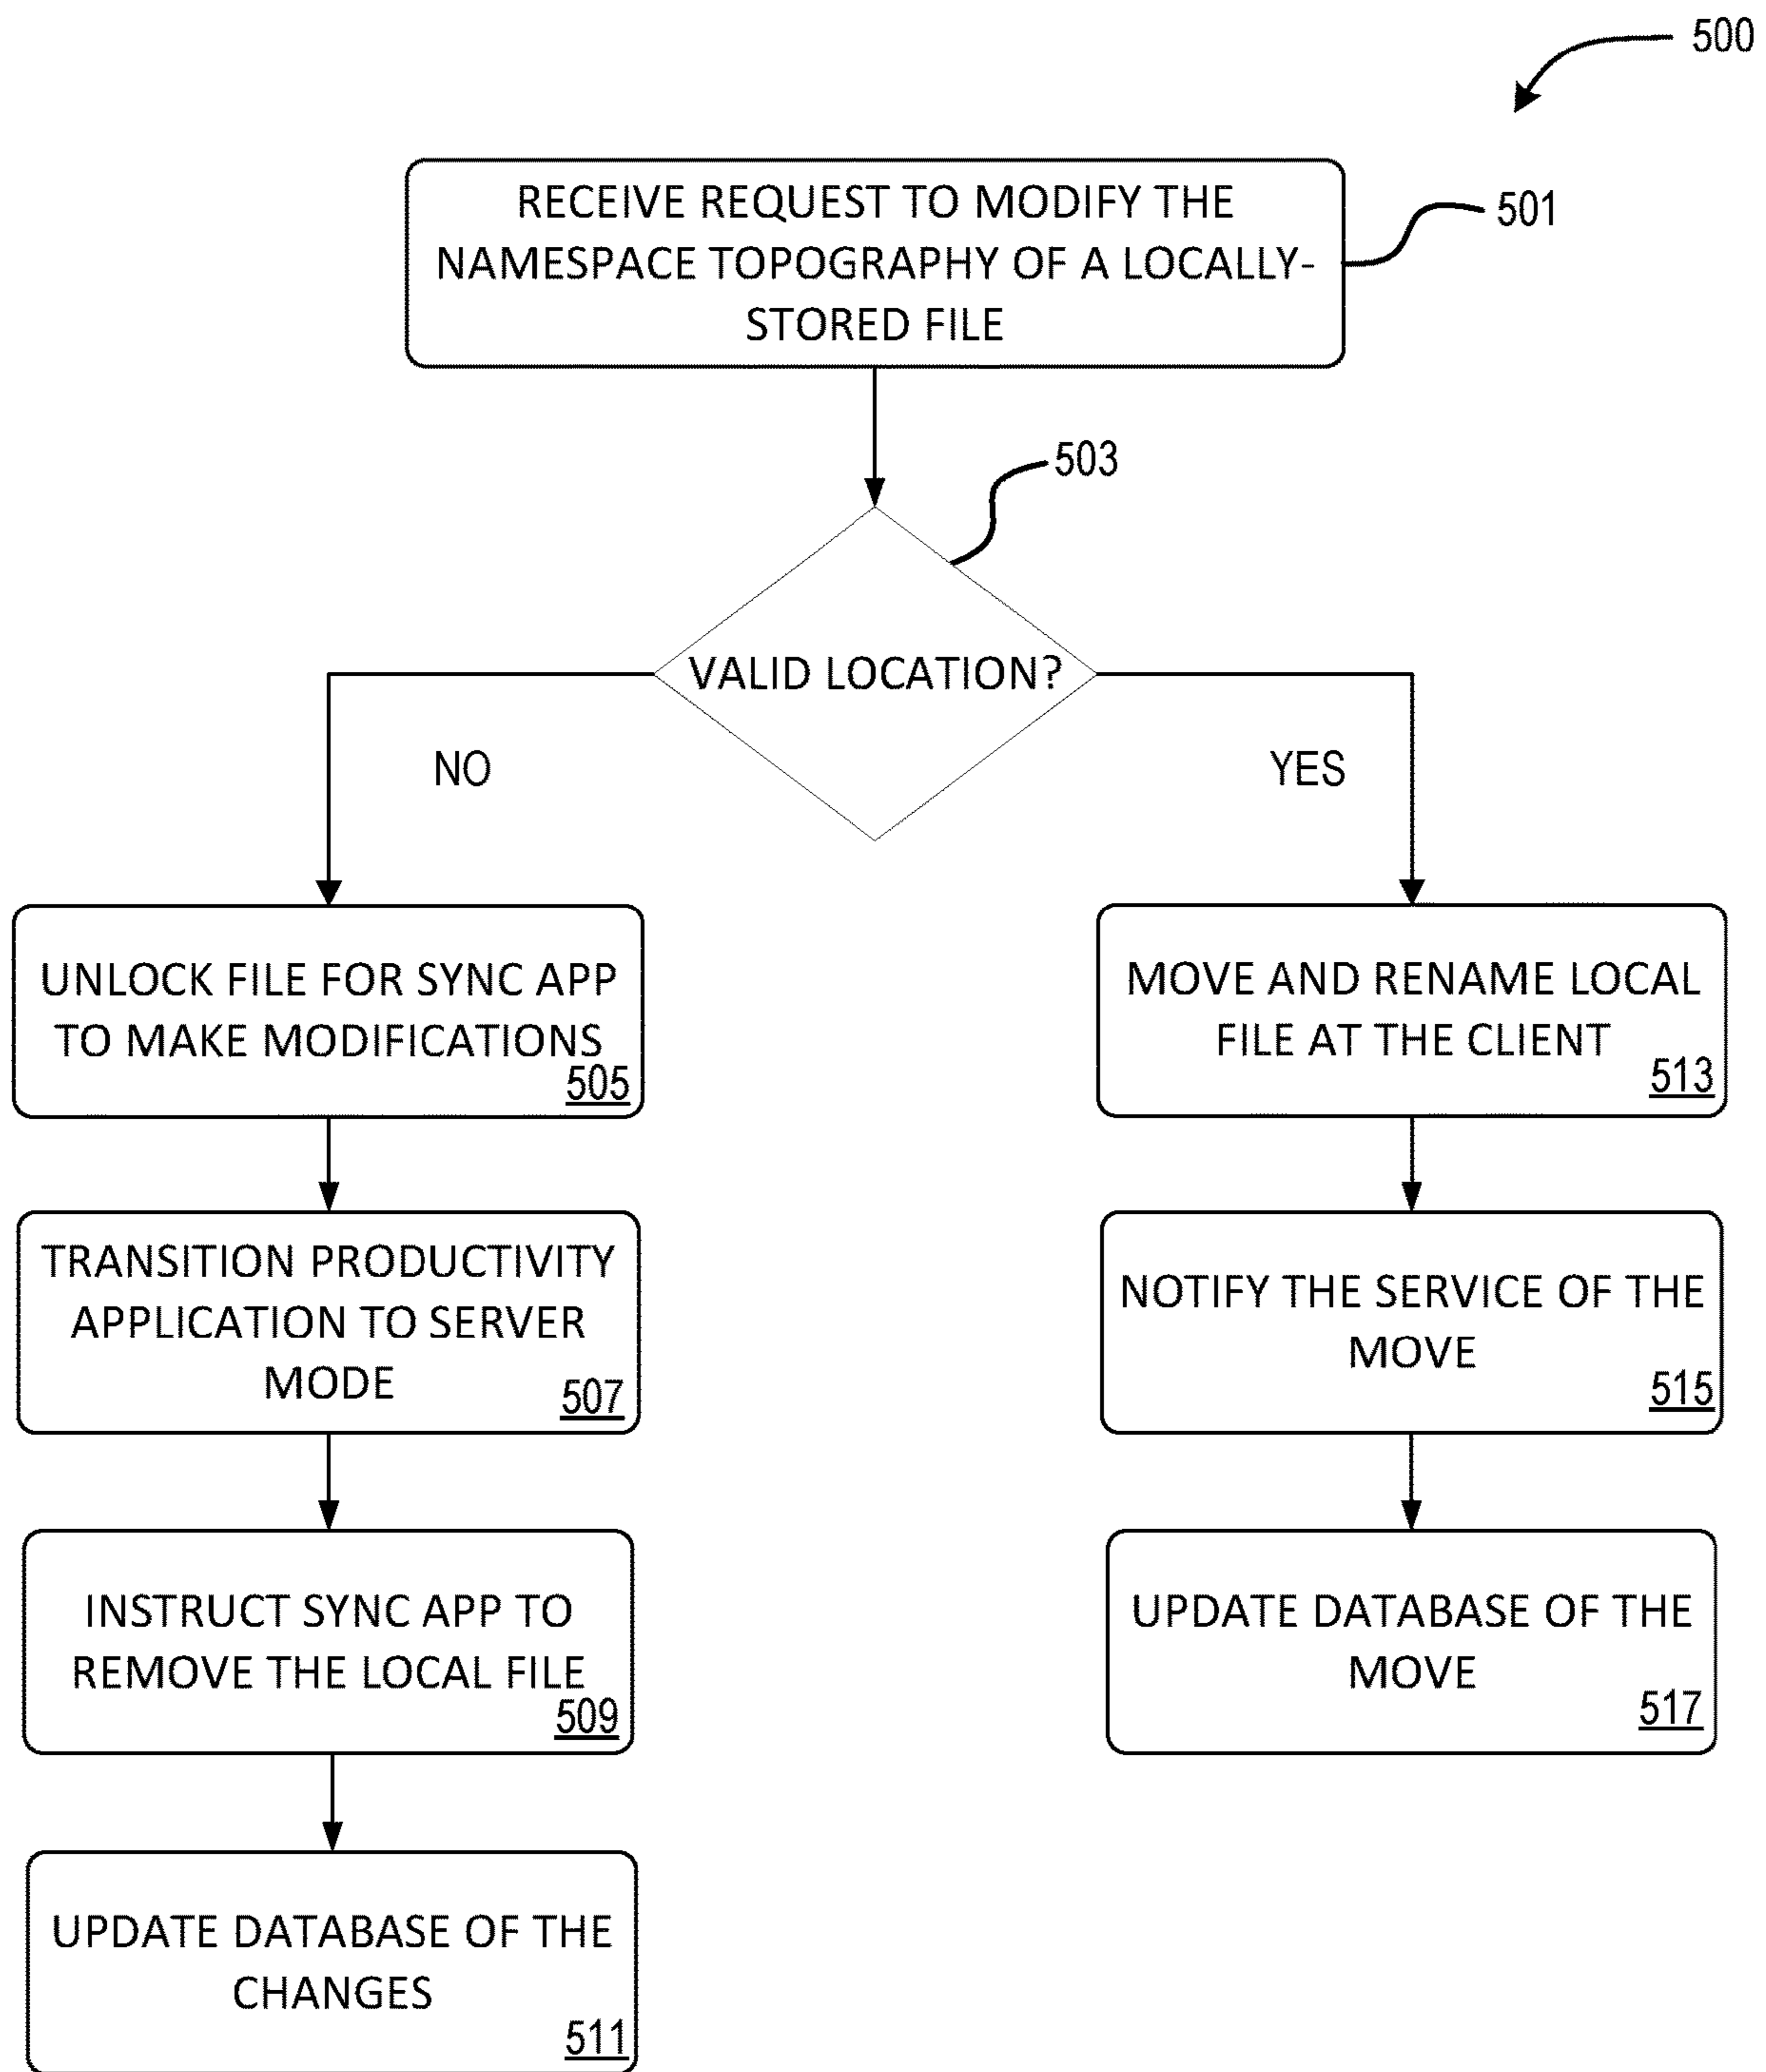 500
RECEIVE REQUEST TO MODIFY THE
NAMESPACE TOPOGRAPHY OF A LOCALLY-
STORED FILE
501
503
VALID LOCATION?
NO
YES
UNLOCK FILE FOR SYNC APP
TO MAKE MODIFICATIONS
505
TRANSITION PRODUCTIVITY
APPLICATION TO SERVER
MODE
507
INSTRUCT SYNC APP TO
REMOVE THE LOCAL FILE
509
UPDATE DATABASE OF THE
CHANGES
511
MOVE AND RENAME LOCAL
FILE AT THE CLIENT
513
NOTIFY THE SERVICE OF THE
MOVE
515
UPDATE DATABASE OF THE
MOVE
517